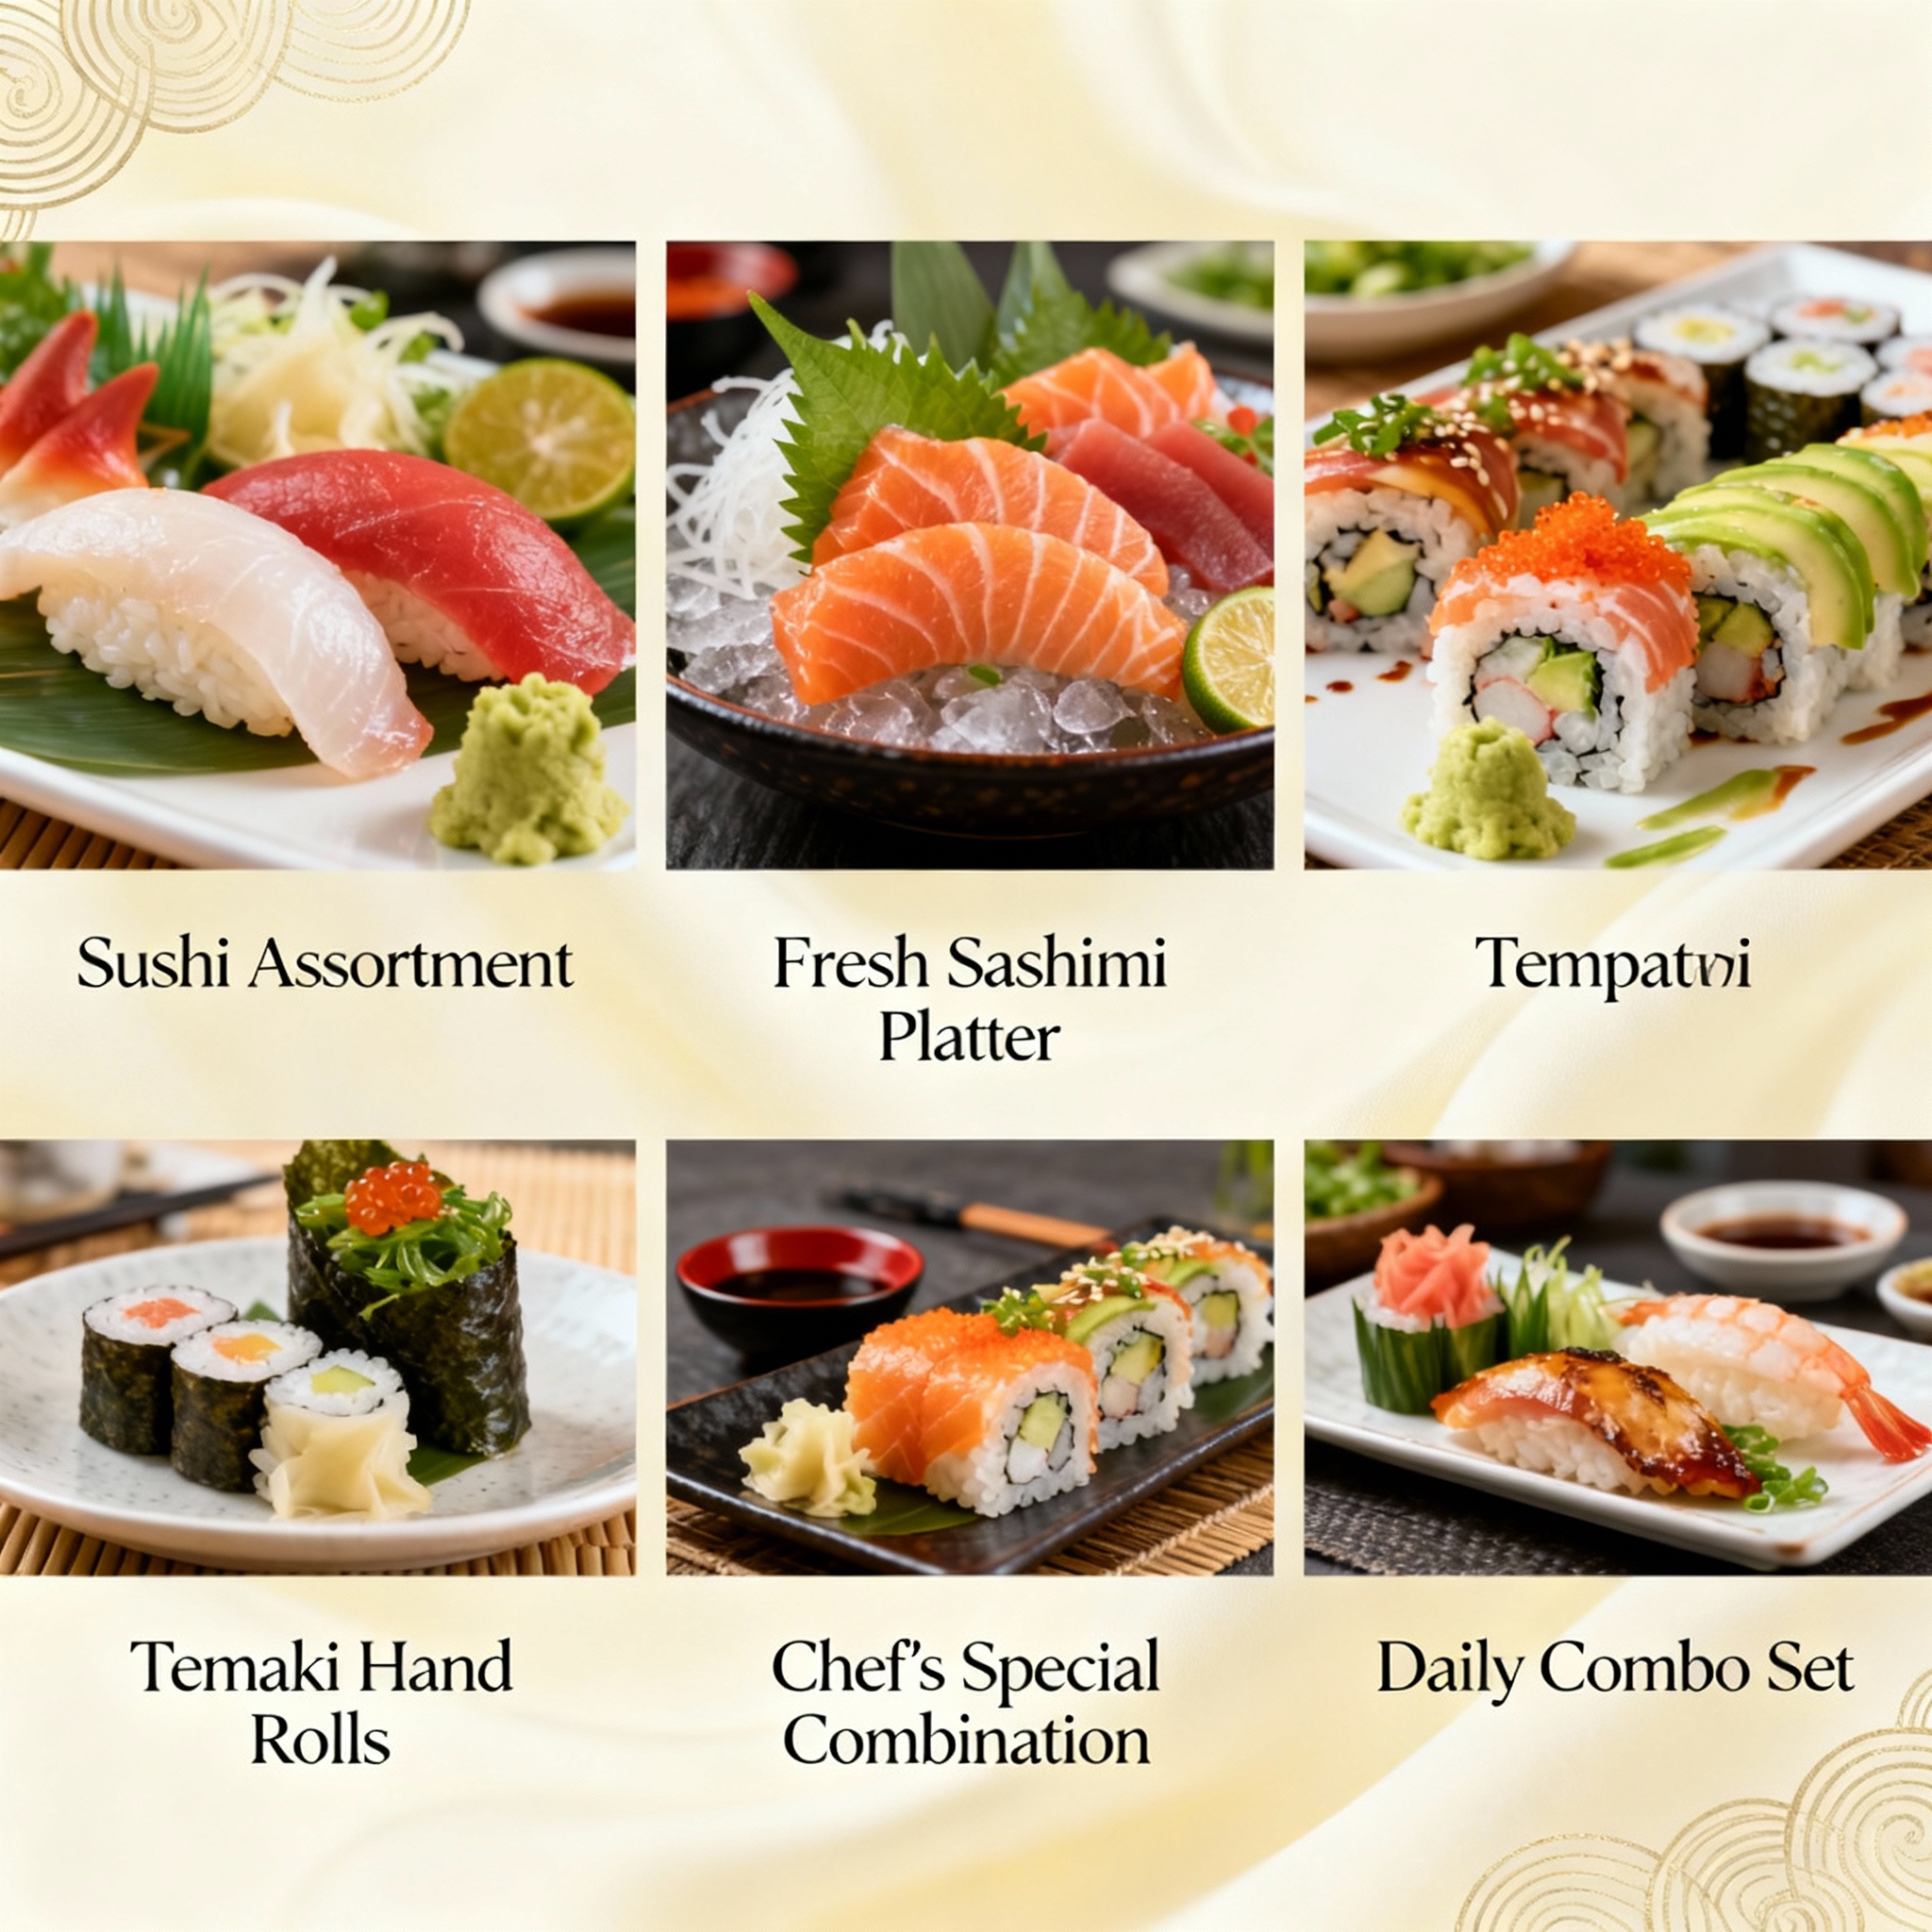 Sushi Assortment
Fresh Sashimi
Platter
Temaki Hand
Rolls
Chef's Special
Combination
Daily Combo Set